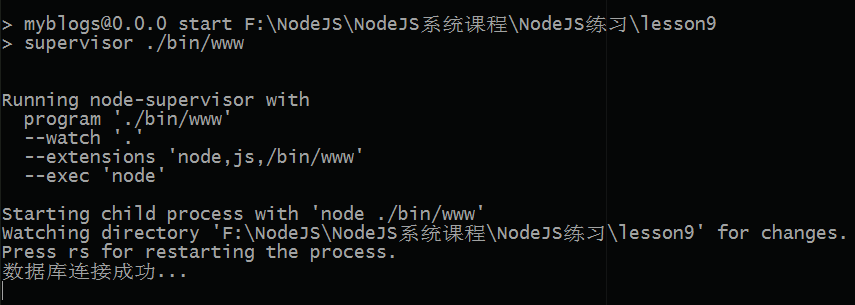 > myblogs@0.0.0 start F:\NodeJS\NodeJS系统课程\NodeJS练习\lesson9
> supervisor ./bin/www
Running node-supervisor with
program './bin/www'
--watch '.'
--extensions 'node,js,/bin/www'
--exec 'node'
Starting child process with 'node ./bin/www'
Watching directory 'F:\NodeJS\NodeJS系统课程\NodeJS练习\lesson9' for changes.
Press rs for restarting the process.
数据库连接成功...